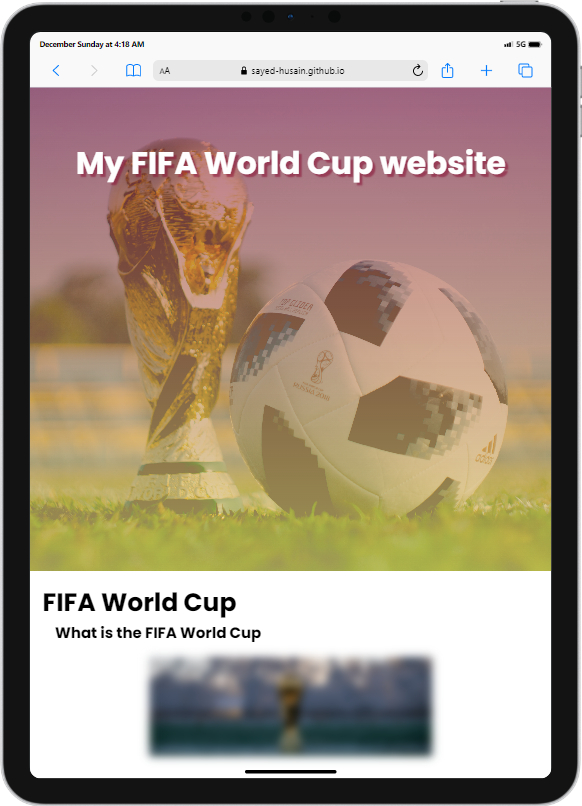 December Sunday at 4:18 AM
5G
AA
sayed-husain.github.io
My FIFA World Cup website
adidas
FIFA World Cup
What is the FIFA World Cup